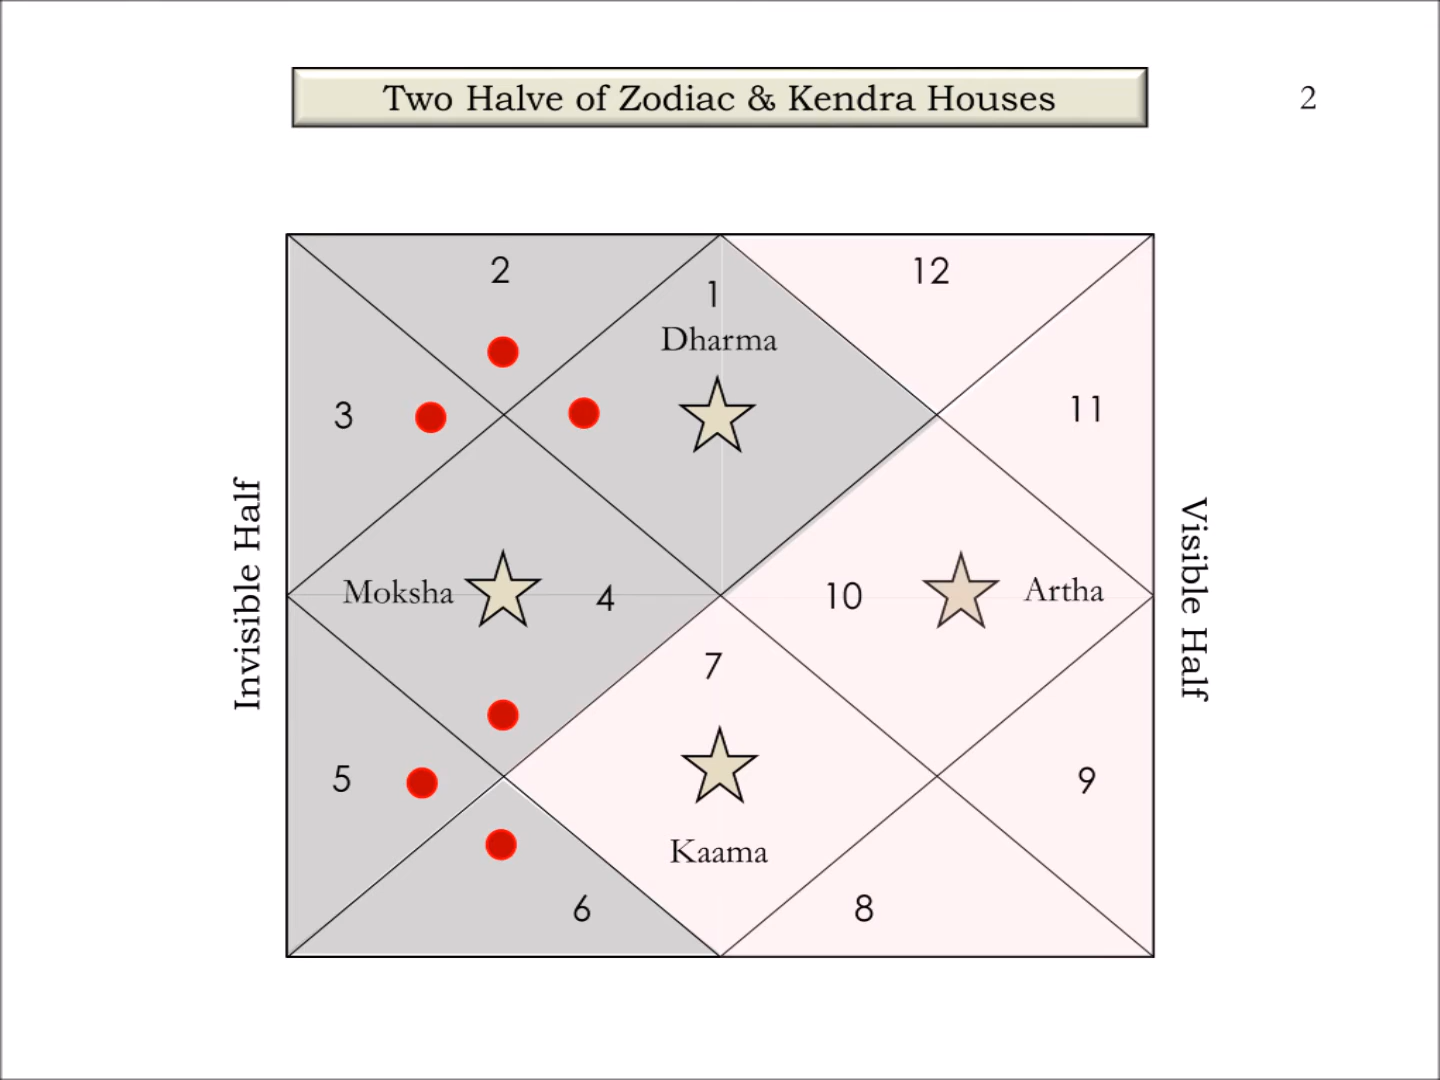 Two Halve of Zodiac & Kendra Houses
2
2
1
Dharma
12
3
11
Invisible Half
Moksha
4
10
Artha
Visible Half
7
5
9
Kaama
6
8